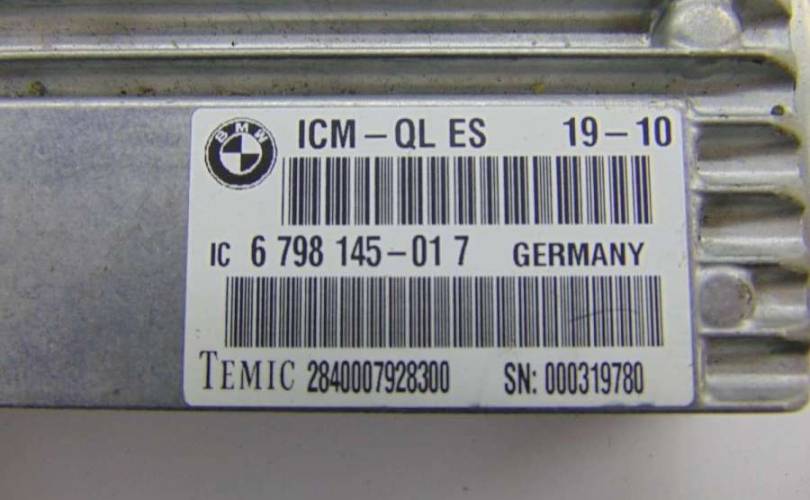 BMW
ICM-QL ES 19-10
IC 6 798 145-01 7 GERMANY
TEMIC 2840007928300 SN: 000319780